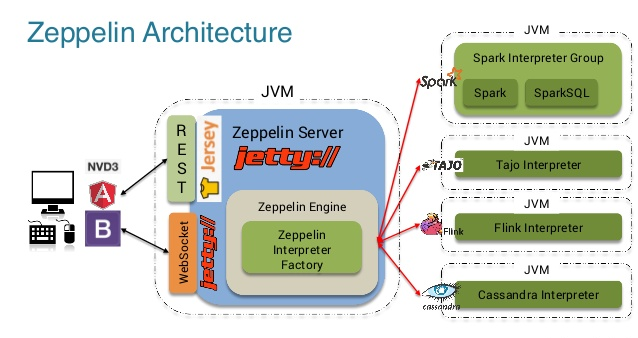 Zeppelin Architecture
JVM
NVD3
A
B
REST
Jersey
Zeppelin Server
jetty://
WebSocket
jetty://
Zeppelin Engine
Zeppelin
Interpreter
Factory
JVM
Spark
Spark Interpreter Group
Spark
SparkSQL
JVM
TAJO
Tajo Interpreter
JVM
Flink
Flink Interpreter
JVM
cassandra
Cassandra Interpreter